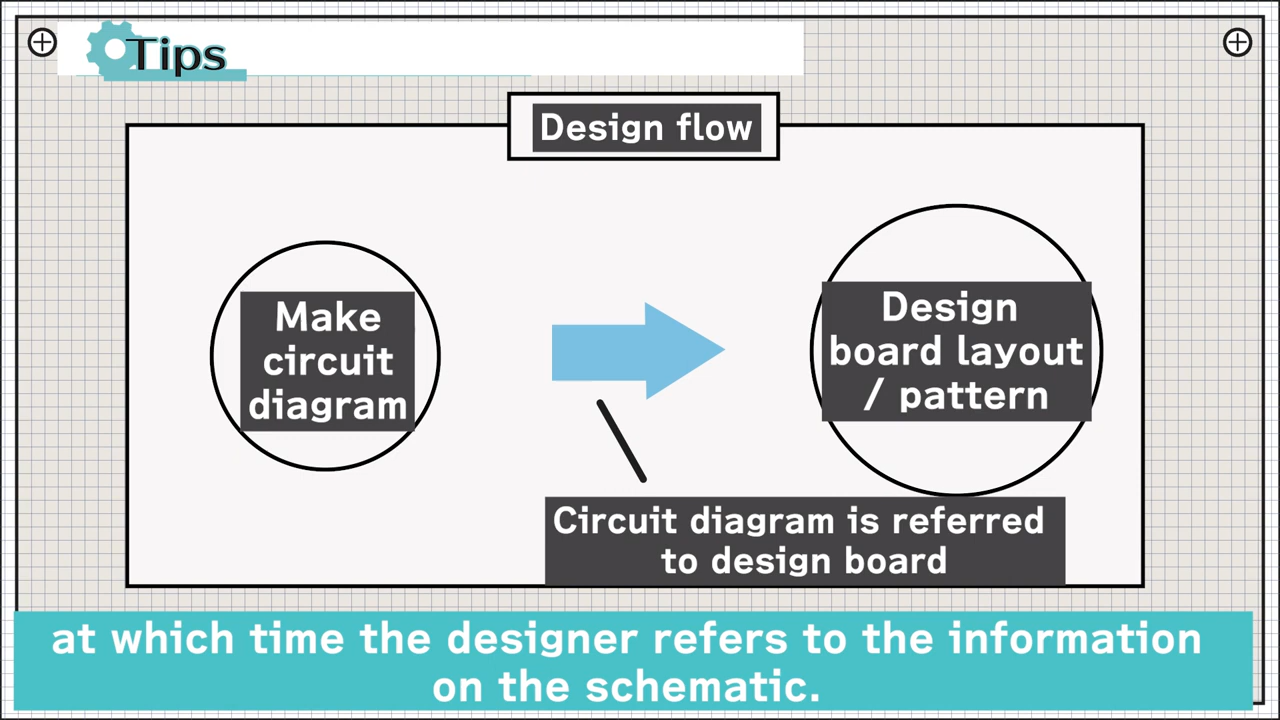 Tips
Design flow
Make
circuit
diagram
Design
board layout
/ pattern
Circuit diagram is referred
to design board
at which time the designer refers to the information
on the schematic.